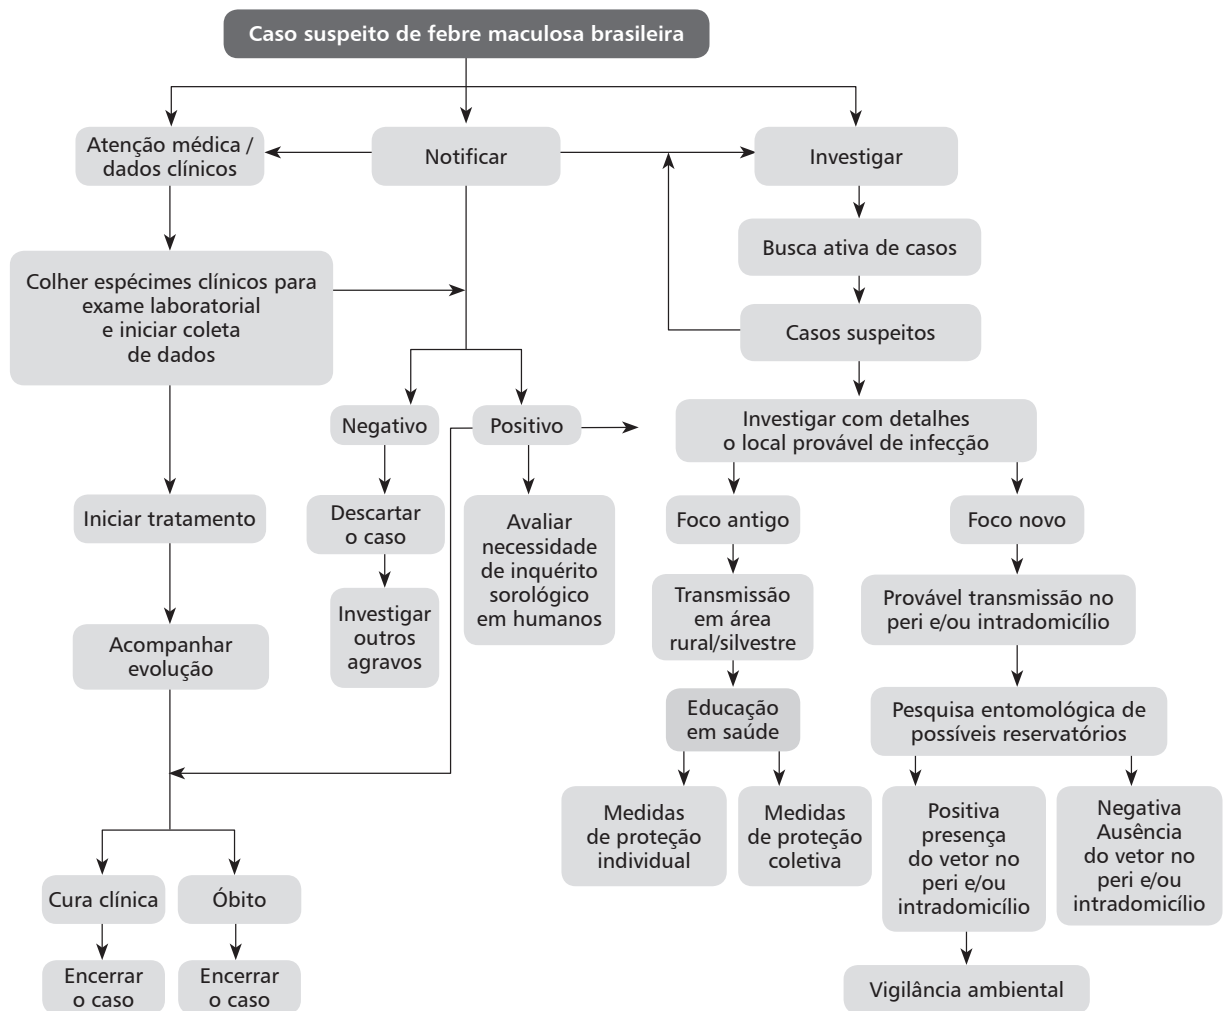 Caso suspeito de febre maculosa brasileira
Atenção médica /
dados clínicos
Notificar
Investigar
Busca ativa de casos
Colher espécimes clínicos para
exame laboratorial
e iniciar coleta
de dados
Casos suspeitos
Negativo
Positivo
Investigar com detalhes
o local provável de infecção
Iniciar tratamento
Descartar
o caso
Avaliar
necessidade
de inquérito
sorológico
em humanos
Foco antigo
Foco novo
Investigar
outros
agravos
Transmissão
em área
rural/silvestre
Provável transmissão no
peri e/ou intradomicílio
Acompanhar
evolução
Educação
em saúde
Pesquisa entomológica de
possíveis reservatórios
Medidas
de proteção
individual
Medidas
de proteção
coletiva
Positiva
presença
do vetor no
peri e/ou
intradomicílio
Negativa
Ausência
do vetor no
peri e/ou
intradomicílio
Cura clínica
Óbito
Encerrar
o caso
Encerrar
o caso
Vigilância ambiental